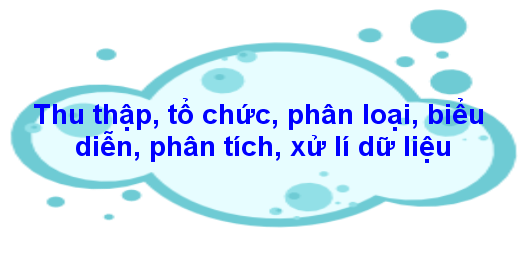 Thu thập, tổ chức, phân loại, biểu
diễn, phân tích, xử lí dữ liệu